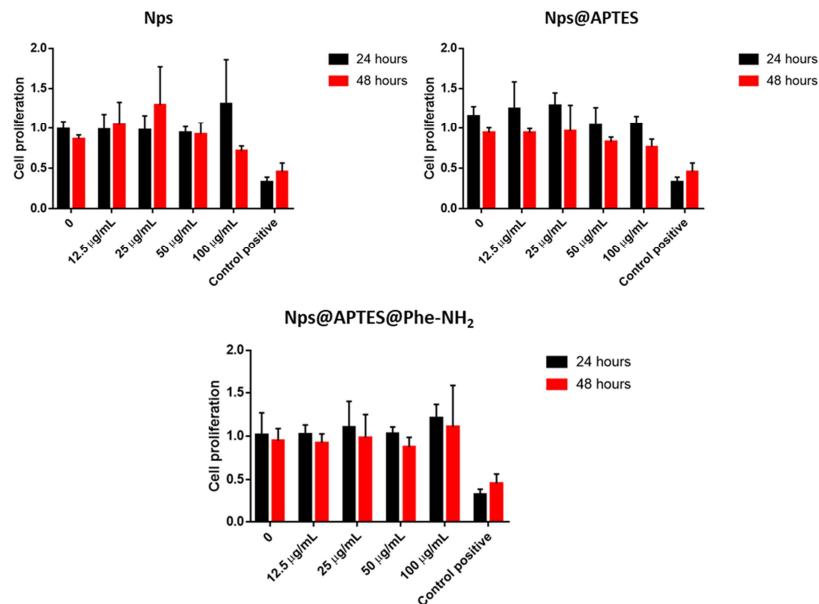 Nps
Cell proliferation
2.0
1.5
1.0
0.5
0.0
0
12.5 µg/mL
25 µg/mL
50 µg/mL
100 µg/mL
Control positive
24 hours
48 hours
Nps@APTES
Cell proliferation
2.0
1.5
1.0
0.5
0.0
0
12.5 µg/mL
25 µg/mL
50 µg/mL
100 µg/mL
Control positive
24 hours
48 hours
Nps@APTES@Phe-NH₂
Cell proliferation
2.0
1.5
1.0
0.5
0.0
0
12.5 µg/mL
25 µg/mL
50 µg/mL
100 µg/mL
Control positive
24 hours
48 hours